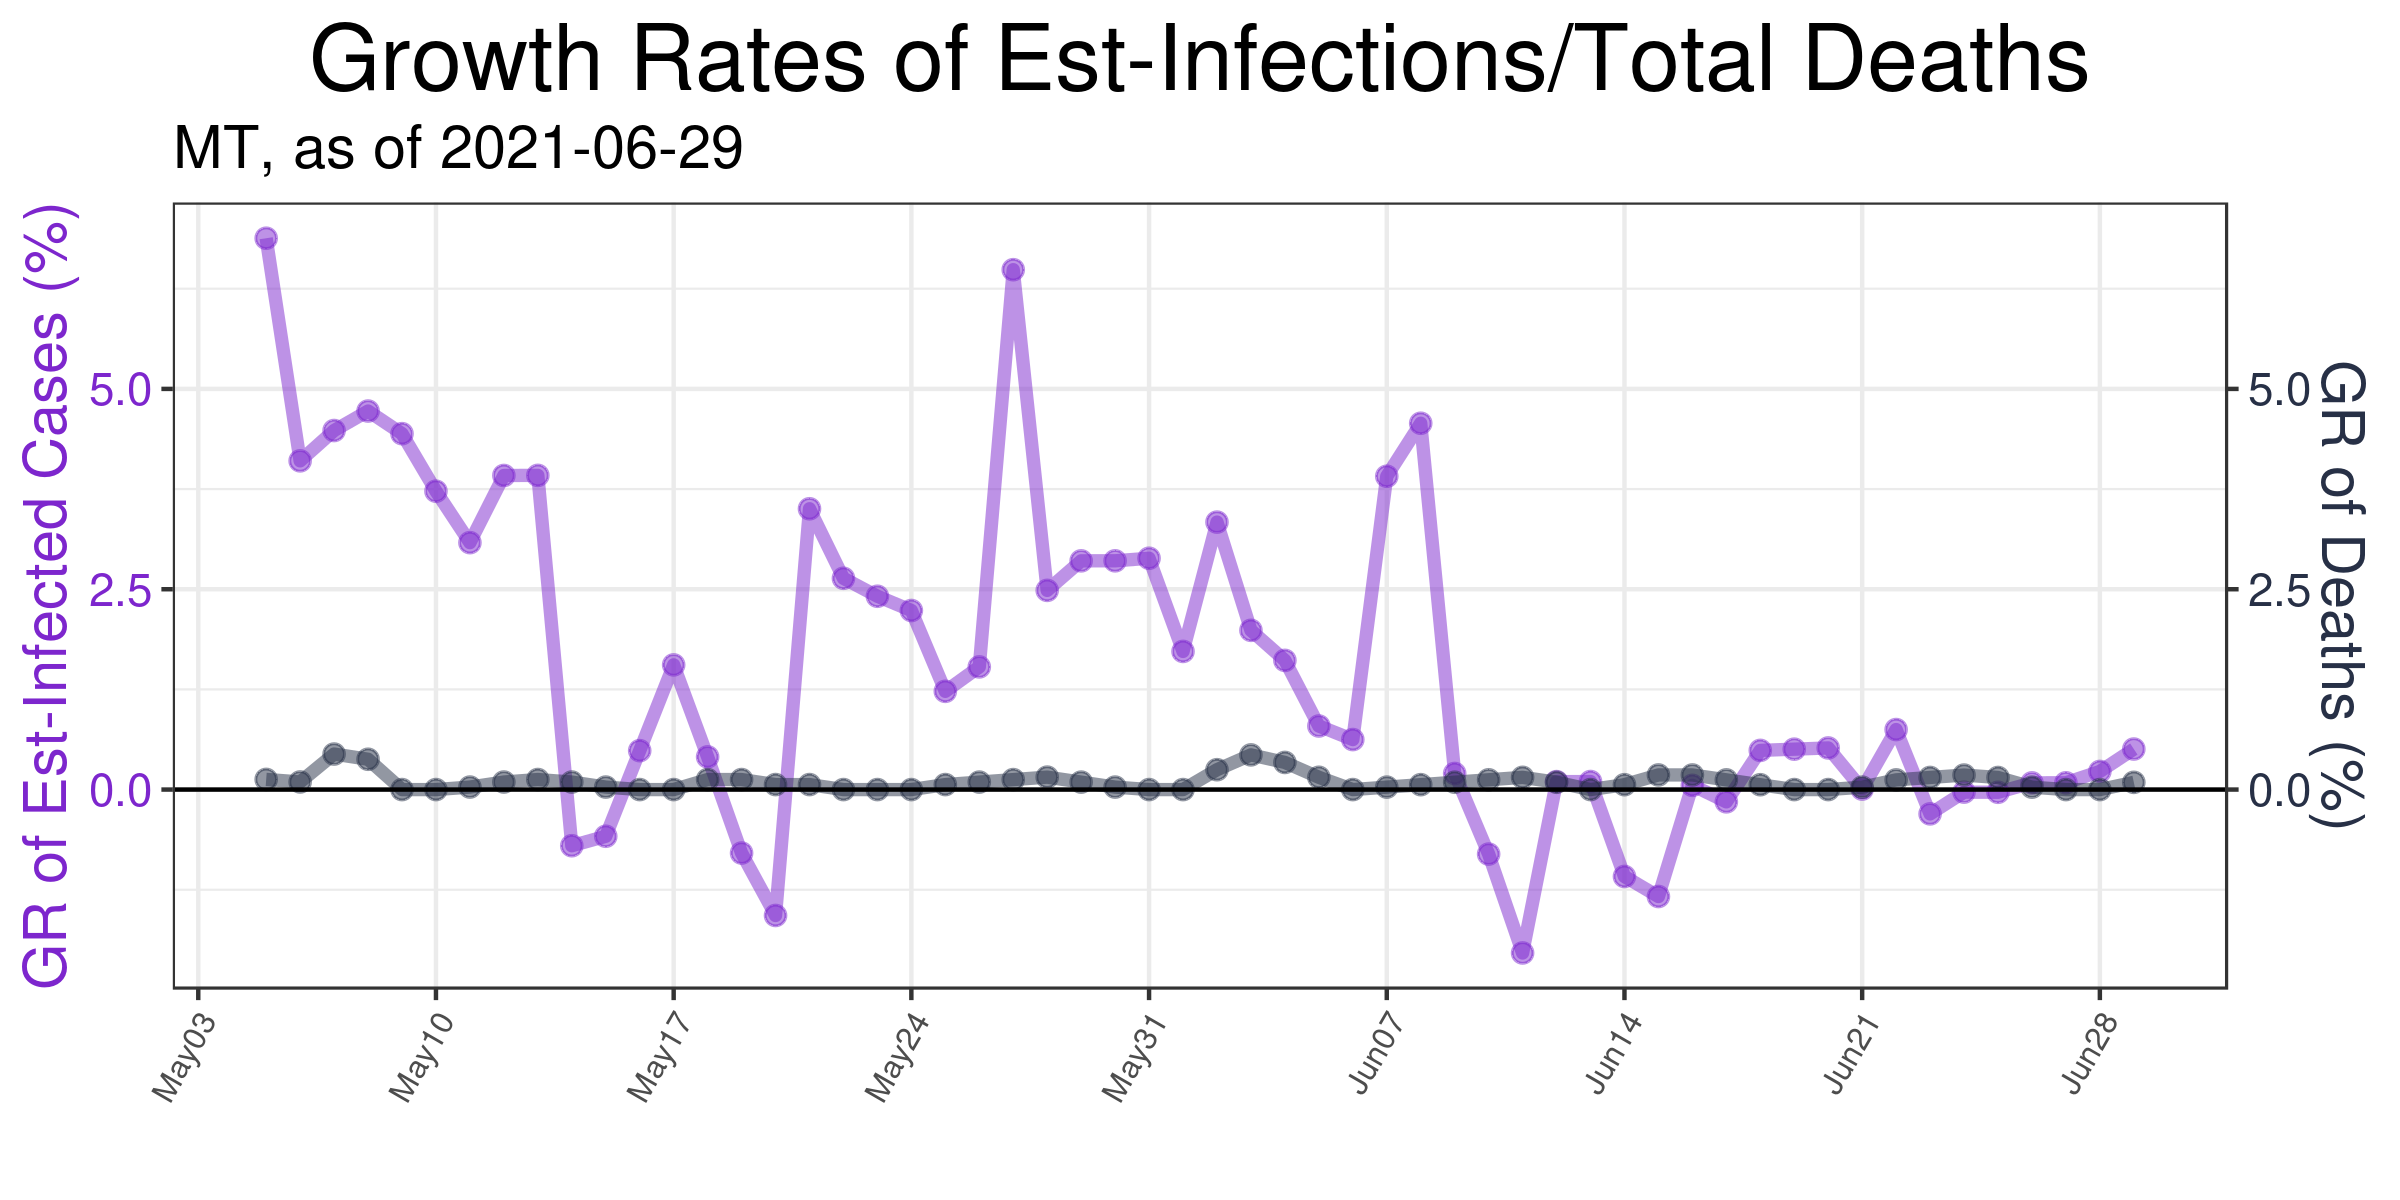 Growth Rates of Est-Infections/Total Deaths
MT, as of 2021-06-29
GR of Est-Infected Cases (%)
5.0
2.5
0.0
5.0
2.5
0.0
GR of Deaths (%)
May03
May10
May17
May24
May31
Jun07
Jun14
Jun21
Jun28